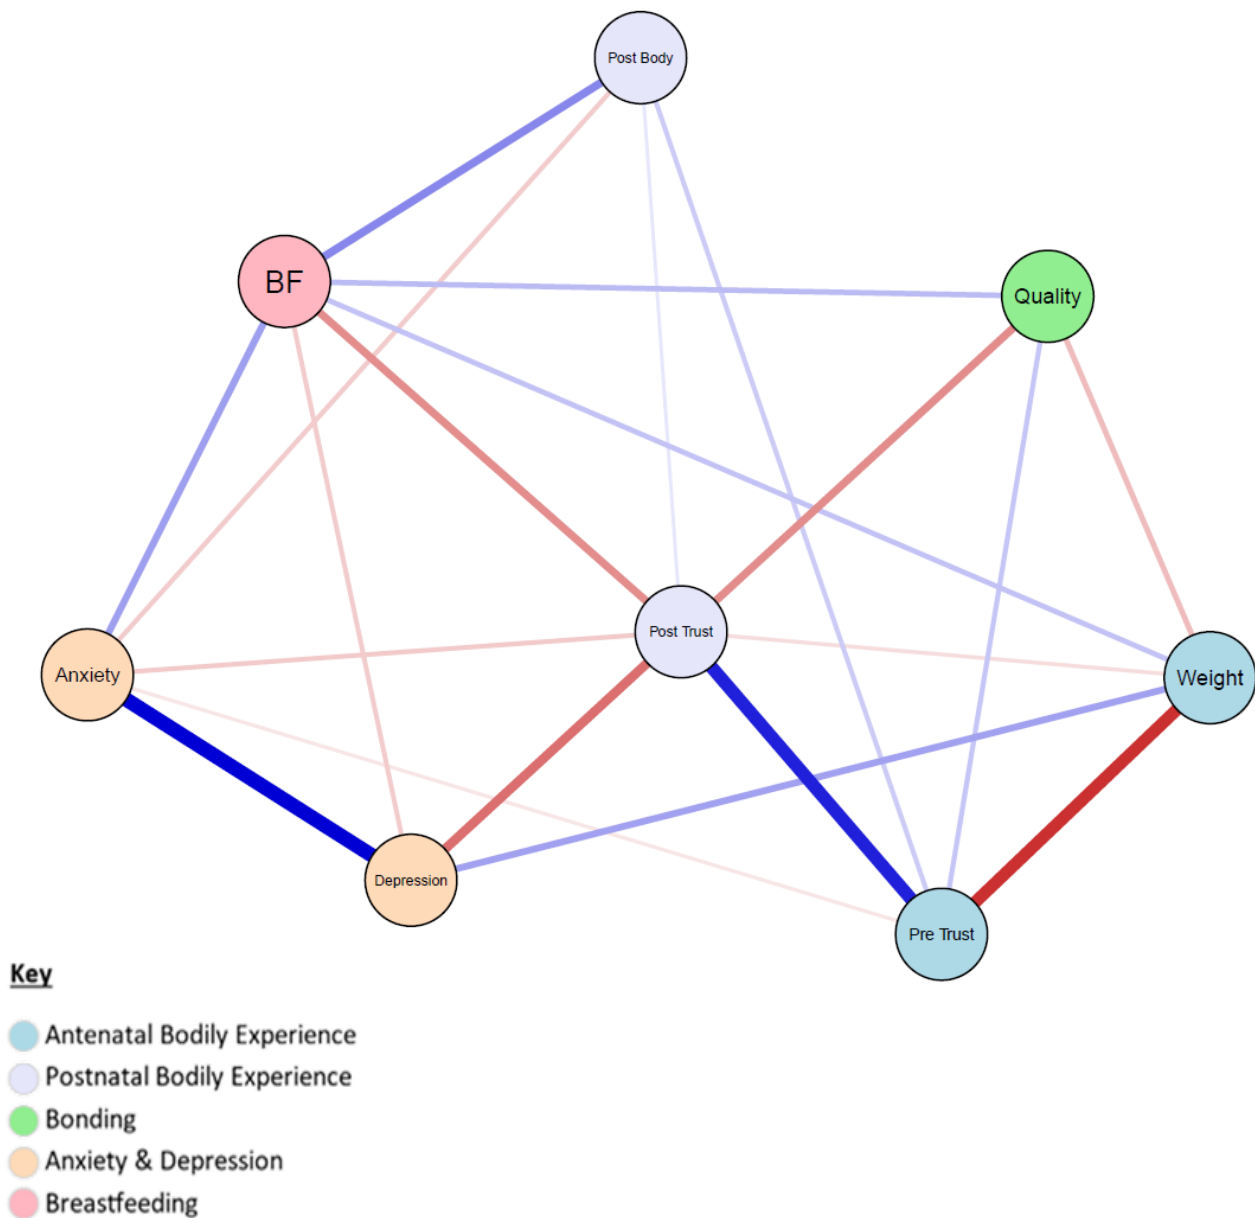 Post Body
BF
Quality
Post Trust
Anxiety
Weight
Depression
Pre Trust
Key
Antenatal Bodily Experience
Postnatal Bodily Experience
Bonding
Anxiety & Depression
Breastfeeding